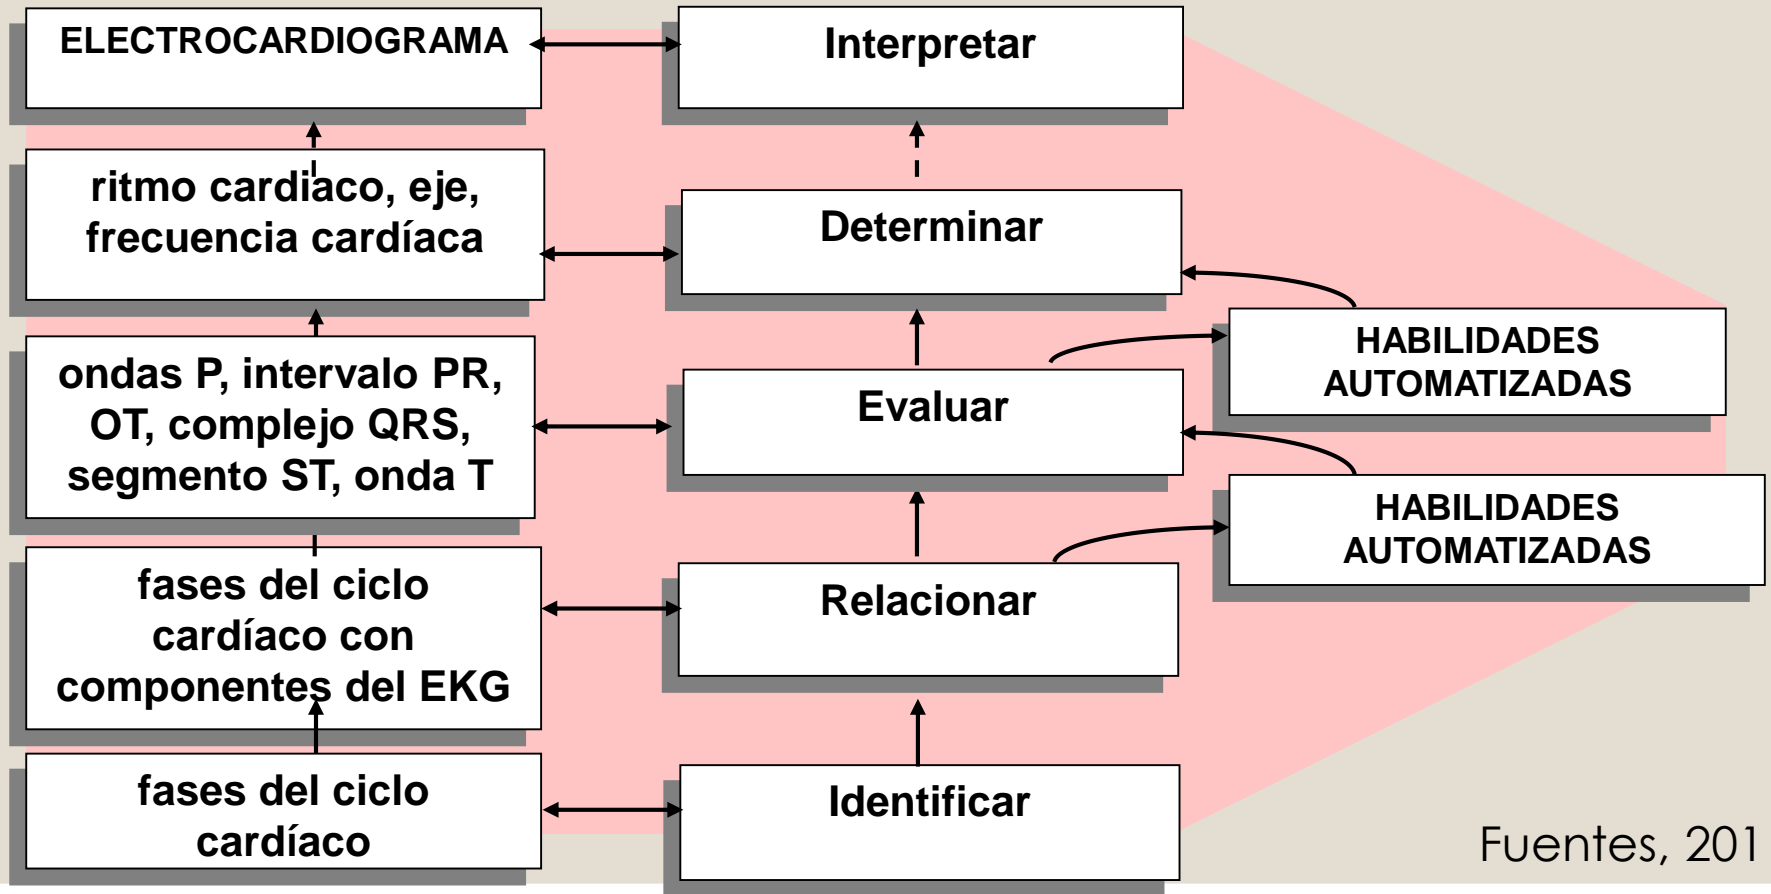 ELECTROCARDIOGRAMA
Interpretar
ritmo cardiaco, eje,
frecuencia cardíaca
Determinar
HABILIDADES
AUTOMATIZADAS
ondas P, intervalo PR,
OT, complejo QRS,
segmento ST, onda T
Evaluar
HABILIDADES
AUTOMATIZADAS
fases del ciclo
cardíaco con
componentes del EKG
Relacionar
fases del ciclo
cardíaco
Identificar
Fuentes, 201